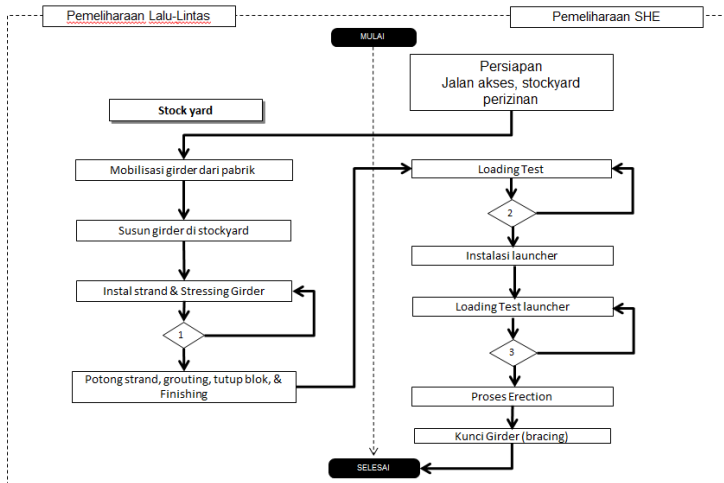 Pemeliharaan Lalu-Lintas
Pemeliharaan SHE
MULAI
Persiapan
Jalan akses, stockyard
perizinan
Stock yard
Mobilisasi girder dari pabrik
Susun girder di stockyard
Instal strand & Stressing Girder
1
Potong strand, grouting, tutup blok, &
Finishing
Loading Test
2
Instalasi launcher
Loading Test launcher
3
Proses Erection
Kunci Girder (bracing)
SELESAI